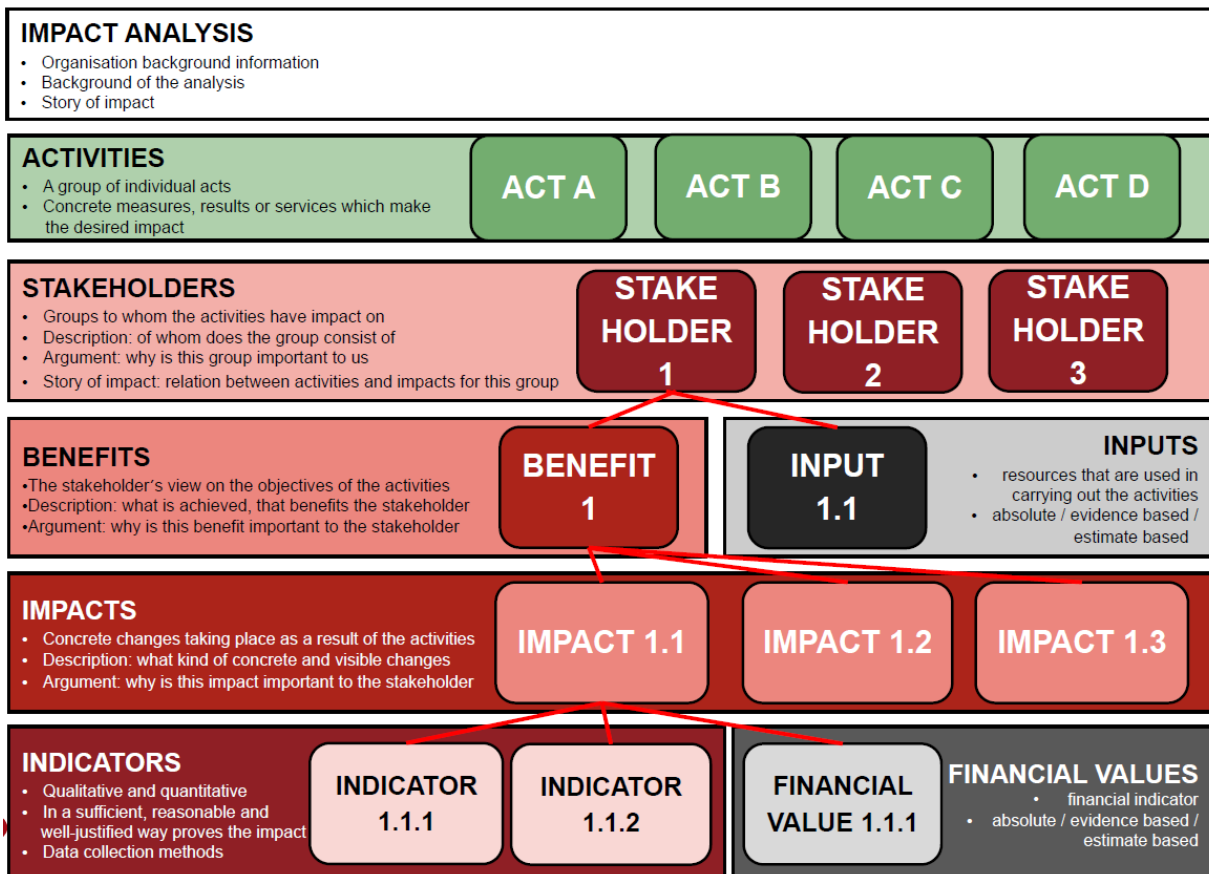 IMPACT ANALYSIS
• Organisation background information
• Background of the analysis
• Story of impact
ACTIVITIES
• A group of individual acts
• Concrete measures, results or services which make
the desired impact
ACT A
ACT B
ACT C
ACT D
STAKEHOLDERS
• Groups to whom the activities have impact on
• Description: of whom does the group consist of
• Argument: why is this group important to us
• Story of impact: relation between activities and impacts for this group
STAKE
HOLDER
1
STAKE
HOLDER
2
STAKE
HOLDER
3
BENEFITS
•The stakeholder´s view on the objectives of the activities
•Description: what is achieved, that benefits the stakeholder
•Argument: why is this benefit important to the stakeholder
BENEFIT
1
INPUT
1.1
INPUTS
• resources that are used in
carrying out the activities
• absolute / evidence based /
estimate based
IMPACTS
• Concrete changes taking place as a result of the activities
• Description: what kind of concrete and visible changes
• Argument: why is this impact important to the stakeholder
IMPACT 1.1
IMPACT 1.2
IMPACT 1.3
INDICATORS
• Qualitative and quantitative
• In a sufficient, reasonable and
well-justified way proves the impact
• Data collection methods
INDICATOR
1.1.1
INDICATOR
1.1.2
FINANCIAL
VALUE 1.1.1
FINANCIAL VALUES
• financial indicator
• absolute / evidence based /
estimate based